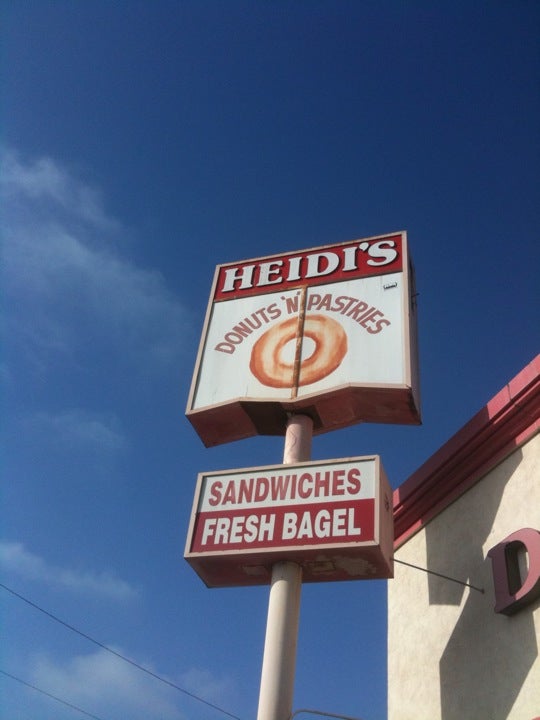 HEIDI'S
DONUTS 'N' PASTRIES
SANDWICHES
FRESH BAGEL
D